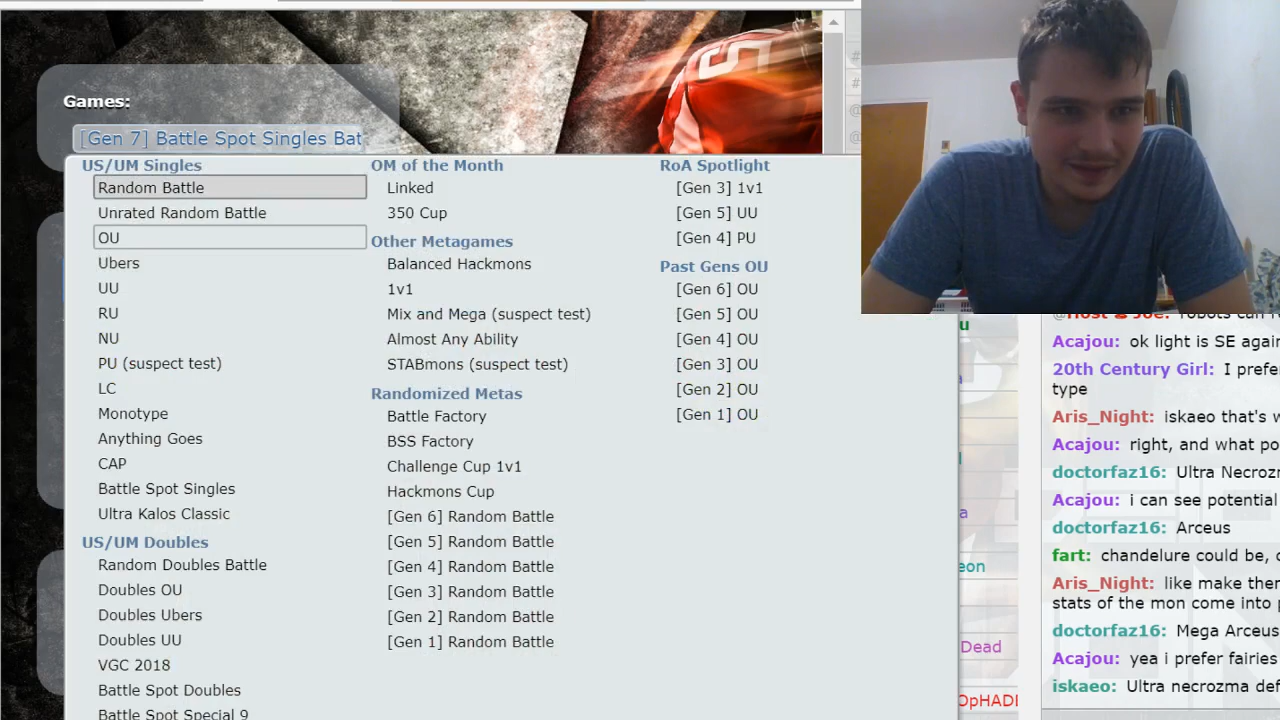 Games:
[Gen 7] Battle Spot Singles Bat
US/UM Singles
Random Battle
Unrated Random Battle
OU
Ubers
UU
RU
NU
PU (suspect test)
LC
Monotype
Anything Goes
CAP
Battle Spot Singles
Ultra Kalos Classic
US/UM Doubles
Random Doubles Battle
Doubles OU
Doubles Ubers
Doubles UU
VGC 2018
Battle Spot Doubles
Battle Spot Special 9
OM of the Month
Linked
350 Cup
Other Metagames
Balanced Hackmons
1v1
Mix and Mega (suspect test)
Almost Any Ability
STABmons (suspect test)
Randomized Metas
Battle Factory
BSS Factory
Challenge Cup 1v1
Hackmons Cup
[Gen 6] Random Battle
[Gen 5] Random Battle
[Gen 4] Random Battle
[Gen 3] Random Battle
[Gen 2] Random Battle
[Gen 1] Random Battle
RoA Spotlight
[Gen 3] 1v1
[Gen 5] UU
[Gen 4] PU
Past Gens OU
[Gen 6] OU
[Gen 5] OU
[Gen 4] OU
[Gen 3] OU
[Gen 2] OU
[Gen 1] OU
eon
Dead
OpHADL
Acajou: ok light is SE agai
20th Century Girl: I prefe
type
Aris_Night: iskaeo that's
Acajou: right, and what po
doctorfaz16: Ultra Necroz
Acajou: i can see potential
doctorfaz16: Arceus
fart: chandelure could be,
Aris_Night: like make the
stats of the mon come into
doctorfaz16: Mega Arceus
Acajou: yea i prefer fairies
iskaeo: Ultra necrozma def